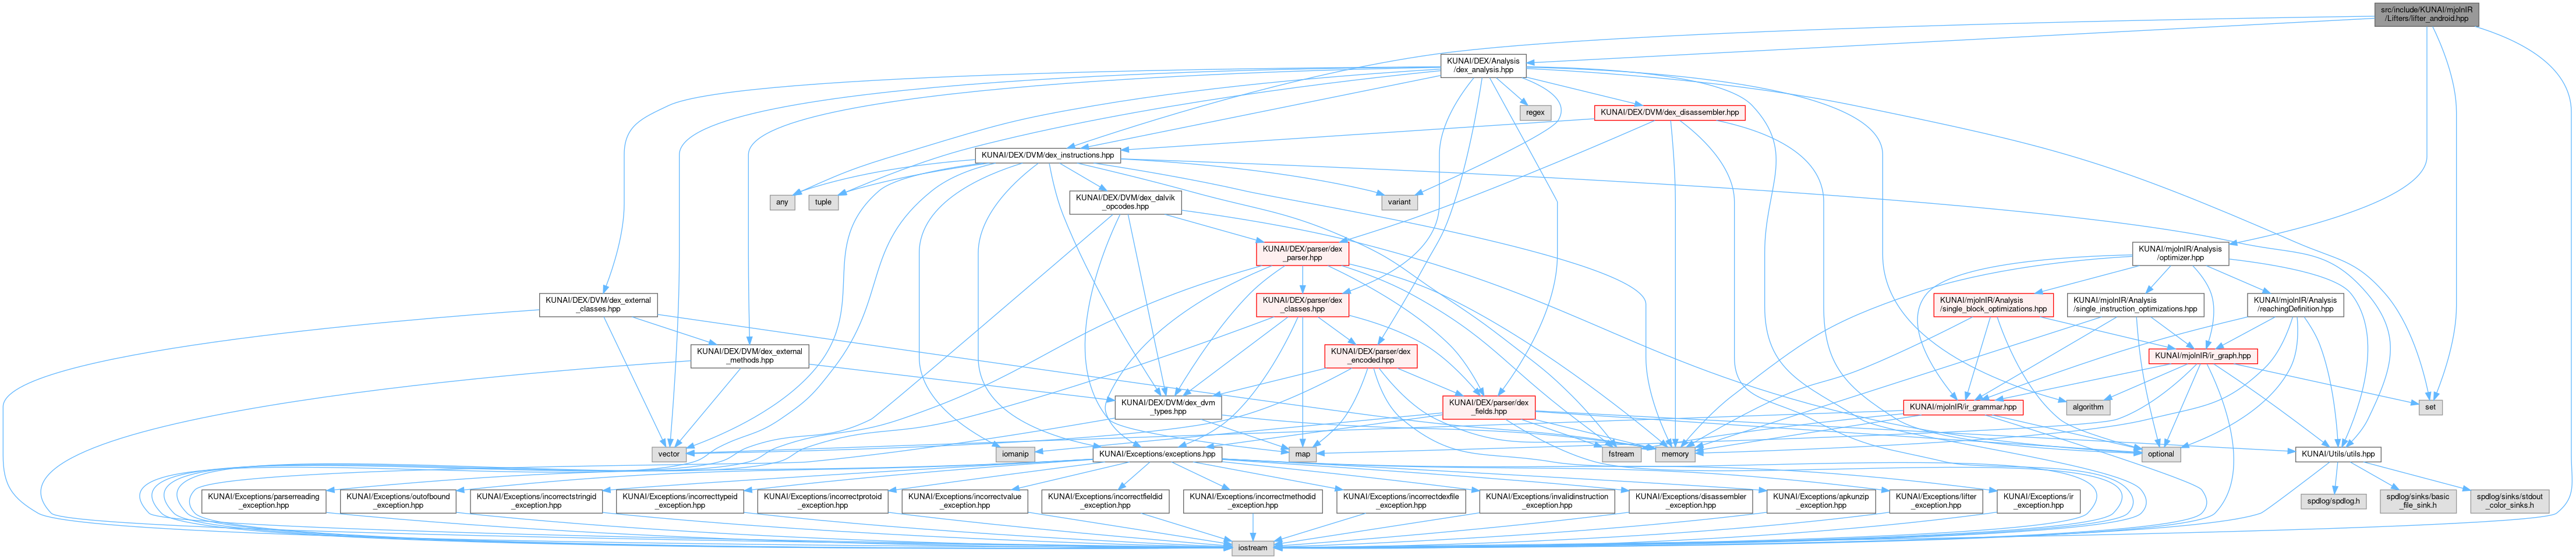 src/include/KUNAI/mjolnIR
/Lifters/lifter_android.hpp
KUNAI/DEX/Analysis
/dex_analysis.hpp
regex
KUNAI/DEX/DVM/dex_disassembler.hpp
KUNAI/DEX/DVM/dex_instructions.hpp
any
tuple
KUNAI/DEX/DVM/dex_dalvik
_opcodes.hpp
variant
KUNAI/DEX/parser/dex
_parser.hpp
KUNAI/mjolnIR/Analysis
/optimizer.hpp
KUNAI/DEX/DVM/dex_external
_classes.hpp
KUNAI/DEX/parser/dex
_classes.hpp
KUNAI/mjolnIR/Analysis
/single_block_optimizations.hpp
KUNAI/mjolnIR/Analysis
/single_instruction_optimizations.hpp
KUNAI/mjolnIR/Analysis
/reachingDefinition.hpp
KUNAI/DEX/DVM/dex_external
_methods.hpp
KUNAI/DEX/parser/dex
_encoded.hpp
KUNAI/mjolnIR/ir_graph.hpp
KUNAI/DEX/DVM/dex_dvm
_types.hpp
KUNAI/DEX/parser/dex
_fields.hpp
KUNAI/mjolnIR/ir_grammar.hpp
algorithm
set
vector
iomanip
KUNAI/Exceptions/exceptions.hpp
map
fstream
memory
optional
KUNAI/Utils/utils.hpp
KUNAI/Exceptions/parserreading
_exception.hpp
KUNAI/Exceptions/outofbound
_exception.hpp
KUNAI/Exceptions/incorrectstringid
_exception.hpp
KUNAI/Exceptions/incorrecttypeid
_exception.hpp
KUNAI/Exceptions/incorrectprotoid
_exception.hpp
KUNAI/Exceptions/incorrectvalue
_exception.hpp
KUNAI/Exceptions/incorrectfieldid
_exception.hpp
KUNAI/Exceptions/incorrectmethodid
_exception.hpp
KUNAI/Exceptions/incorrectdexfile
_exception.hpp
KUNAI/Exceptions/invalidinstruction
_exception.hpp
KUNAI/Exceptions/disassembler
_exception.hpp
KUNAI/Exceptions/apkunzip
_exception.hpp
KUNAI/Exceptions/lifter
_exception.hpp
KUNAI/Exceptions/ir
_exception.hpp
spdlog/spdlog.h
spdlog/sinks/basic
_file_sink.h
spdlog/sinks/stdout
_color_sinks.h
iostream